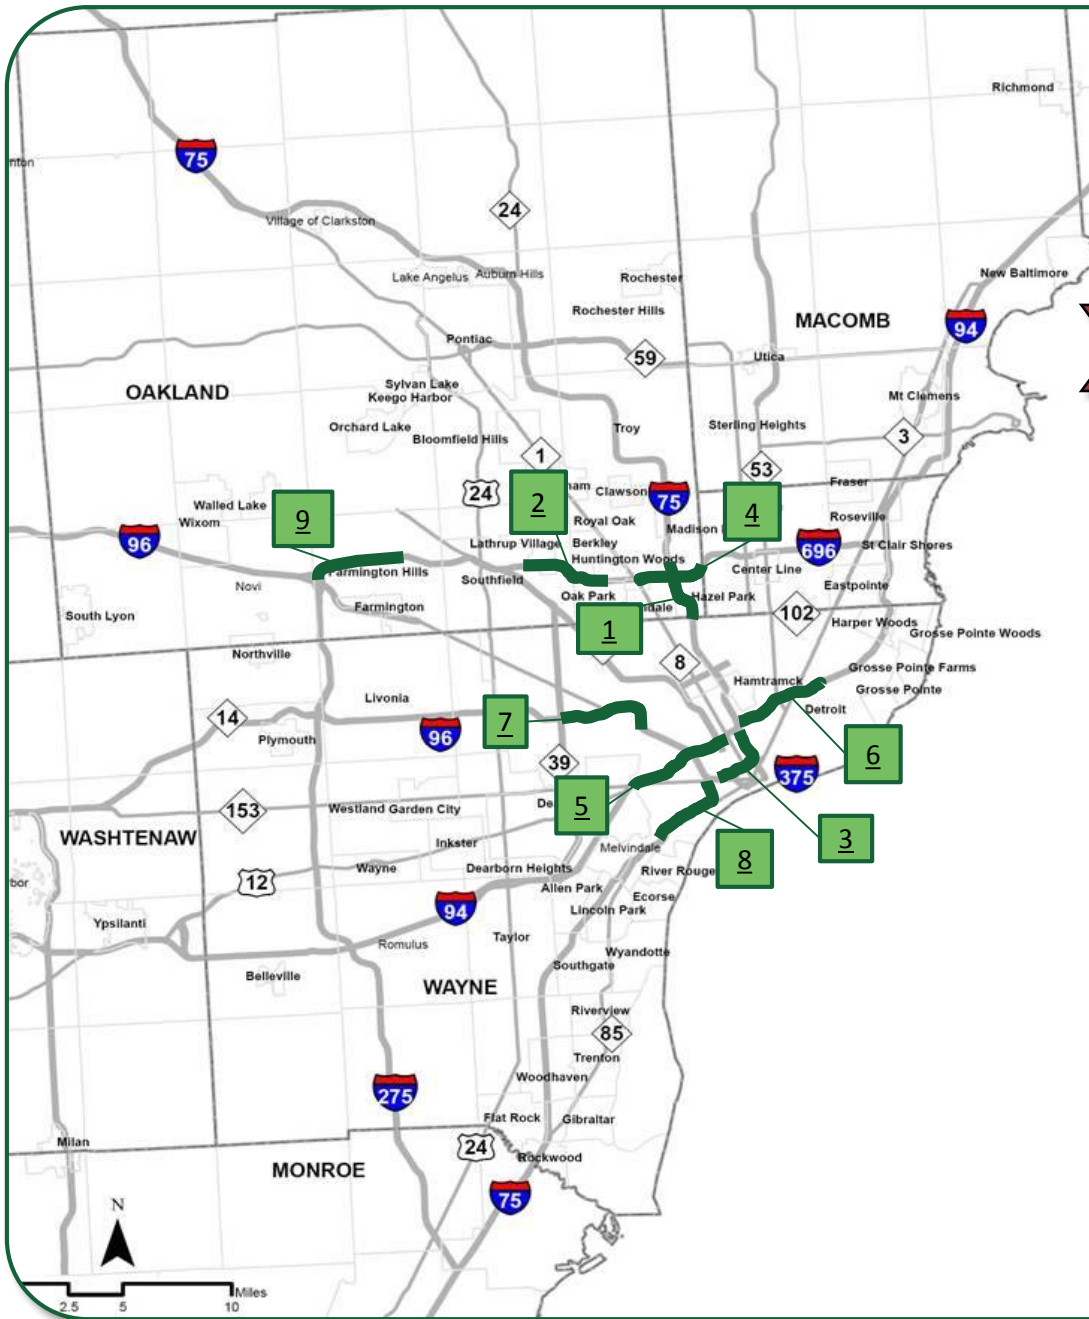 Richmond
nton
75
24
Village of Clarkston
Lake Angelus
Auburn Hills
Rochester
New Baltimore
Rochester Hills
MACOMB
94
Pontiac
59
Utica
OAKLAND
Sylvan Lake
Keego Harbor
Mt Clemens
Orchard Lake
Bloomfield Hills
Troy
Sterling Heights
3
1
53
24
ham
Clawson
75
Fraser
2
4
Walled Lake
Wixom
9
Royal Oak
Madison
Roseville
96
Lathrup Village
Berkley
696
St Clair Shores
Huntington Woods
Center Line
Novi
Farmington Hills
Southfield
Eastpointe
Oak Park
Hazel Park
South Lyon
Farmington
1
dale
102
Harper Woods
Grosse Pointe Woods
Northville
8
Grosse Pointe Farms
Hamtramck
Grosse Pointe
Livonia
Detroit
14
7
96
Plymouth
6
39
375
5
153
Westland
Garden City
De
WASHTENAW
3
Inkster
Melvindale
8
Wayne
Dearborn Heights
River Rouge
bor
12
Allen Park
Ecorse
94
Lincoln Park
Ypsilanti
Romulus
Taylor
Wyandotte
Belleville
Southgate
WAYNE
Riverview
85
Trenton
Woodhaven
275
Flat Rock
Gibraltar
Milan
24
Rockwood
MONROE
75
N
Miles
2.5
5
10